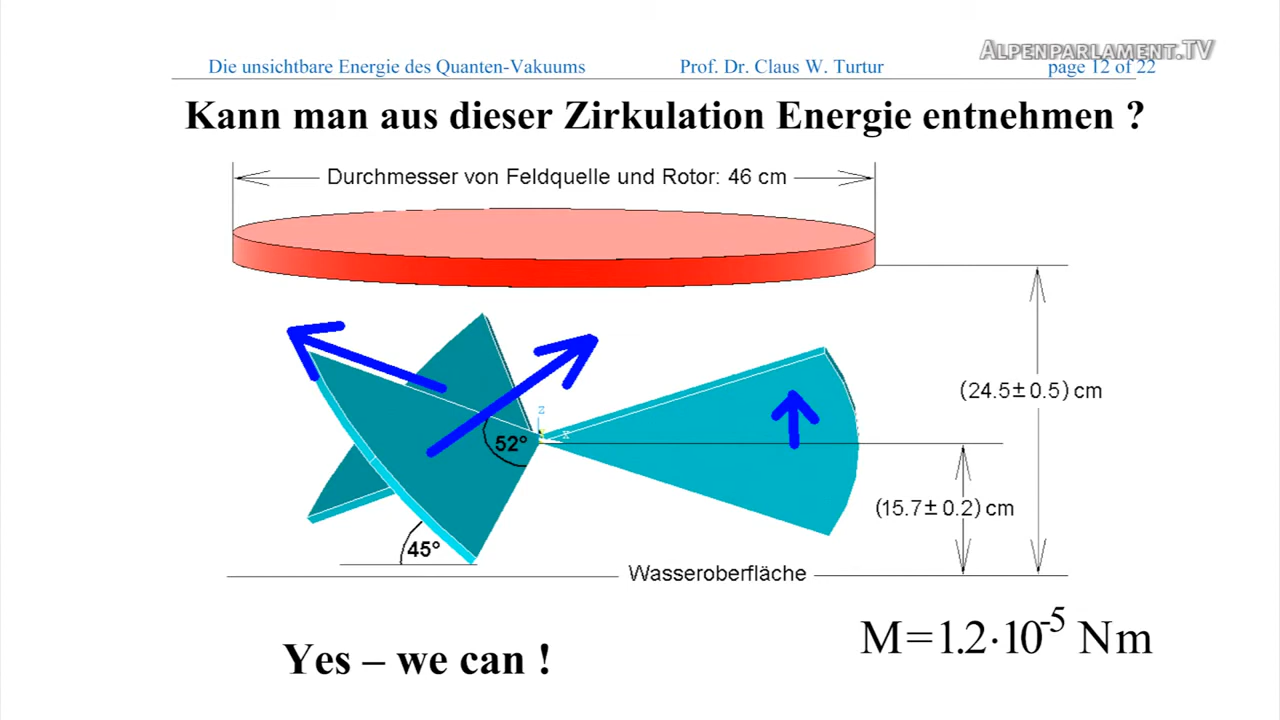 ALPENPARLAMENT.TV
Die unsichtbare Energie des Quanten-Vakuums Prof. Dr. Claus W. Turtur page 12 of 22
Kann man aus dieser Zirkulation Energie entnehmen ?
Durchmesser von Feldquelle und Rotor: 46 cm
(24.5±0.5) cm
z
x
52°
(15.7±0.2) cm
45°
Wasseroberfläche
M=1.2·10⁻⁵ Nm
Yes – we can !